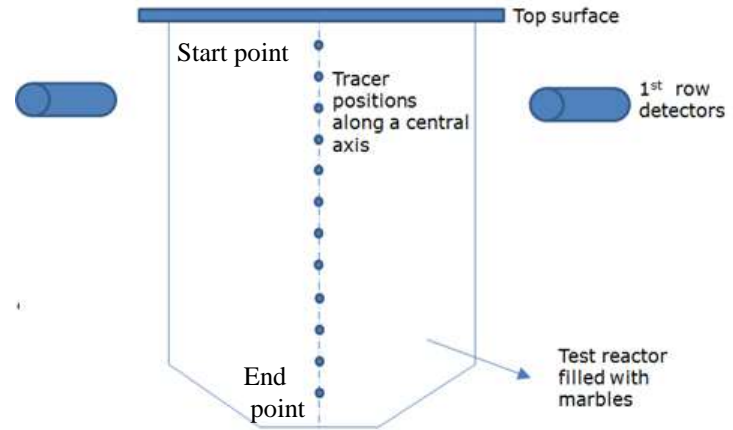 Top surface
Start point
Tracer
positions
along a central
axis
1st row
detectors
End
point
Test reactor
filled with
marbles